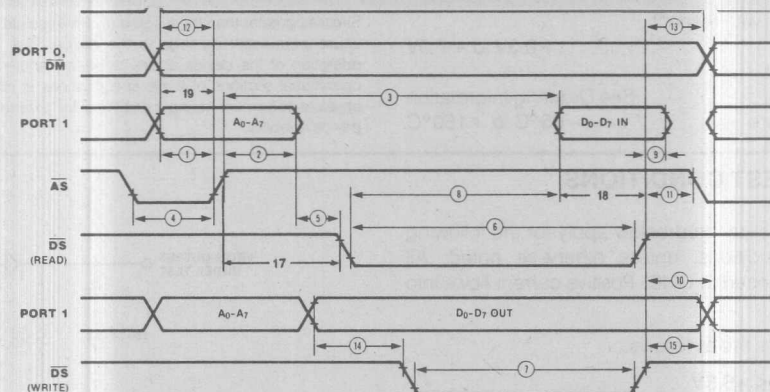 12 13
PORT 0,
DM
19 3
PORT 1 A0-A7 D0-D7 IN
1 2 9
AS
8 18 11
4 5 6
DS
(READ)
17 10
PORT 1 A0-A7 D0-D7 OUT
14 7 15
DS
(WRITE)